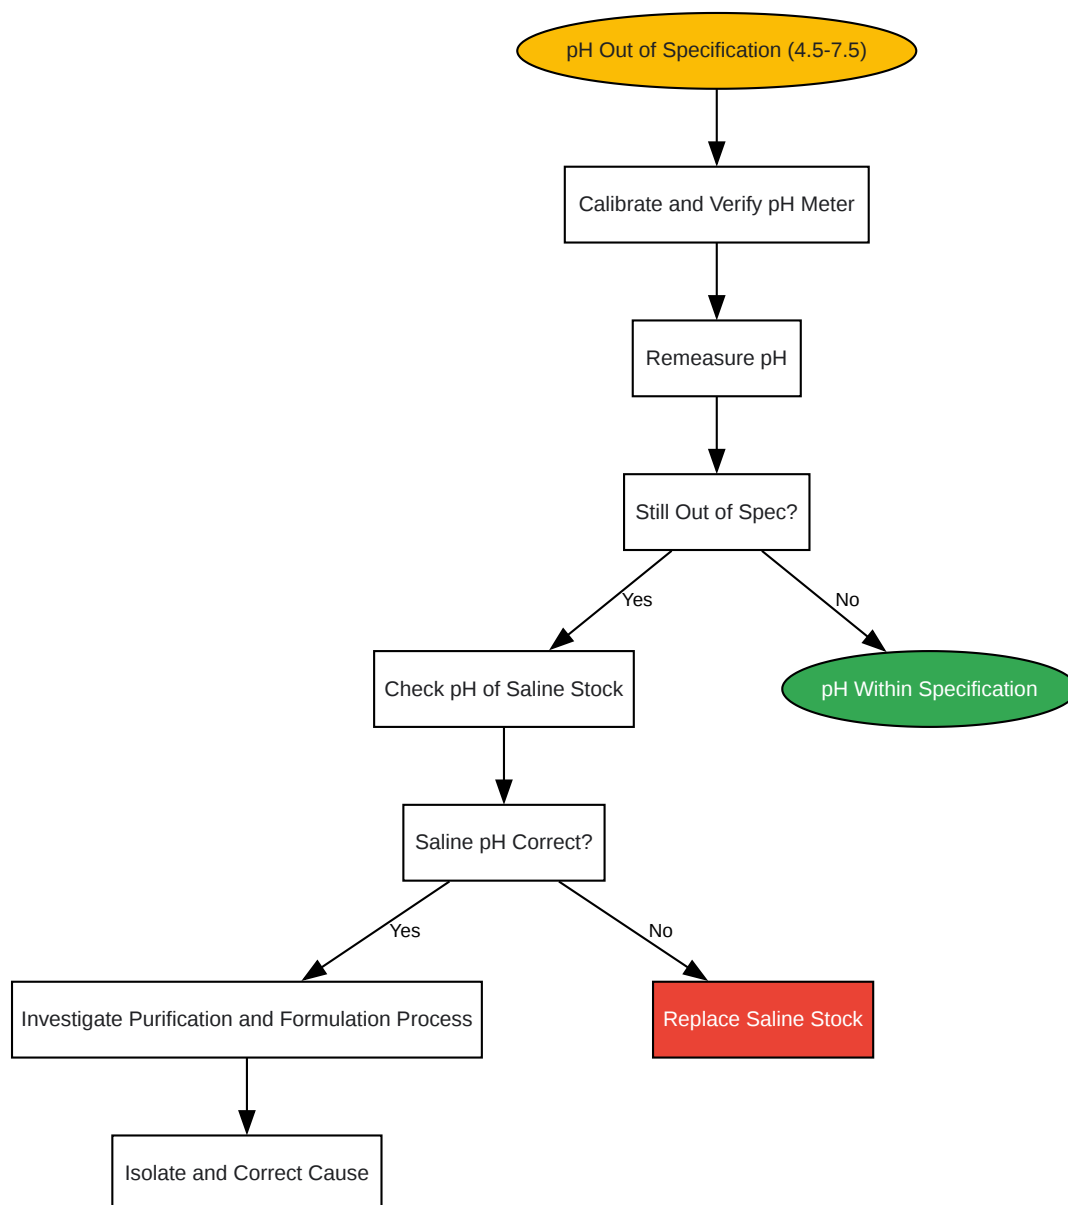 pH Out of Specification (4.5-7.5)
Calibrate and Verify pH Meter
Remeasure pH
Still Out of Spec?
Yes
No
Check pH of Saline Stock
pH Within Specification
Saline pH Correct?
Yes
No
Investigate Purification and Formulation Process
Replace Saline Stock
Isolate and Correct Cause